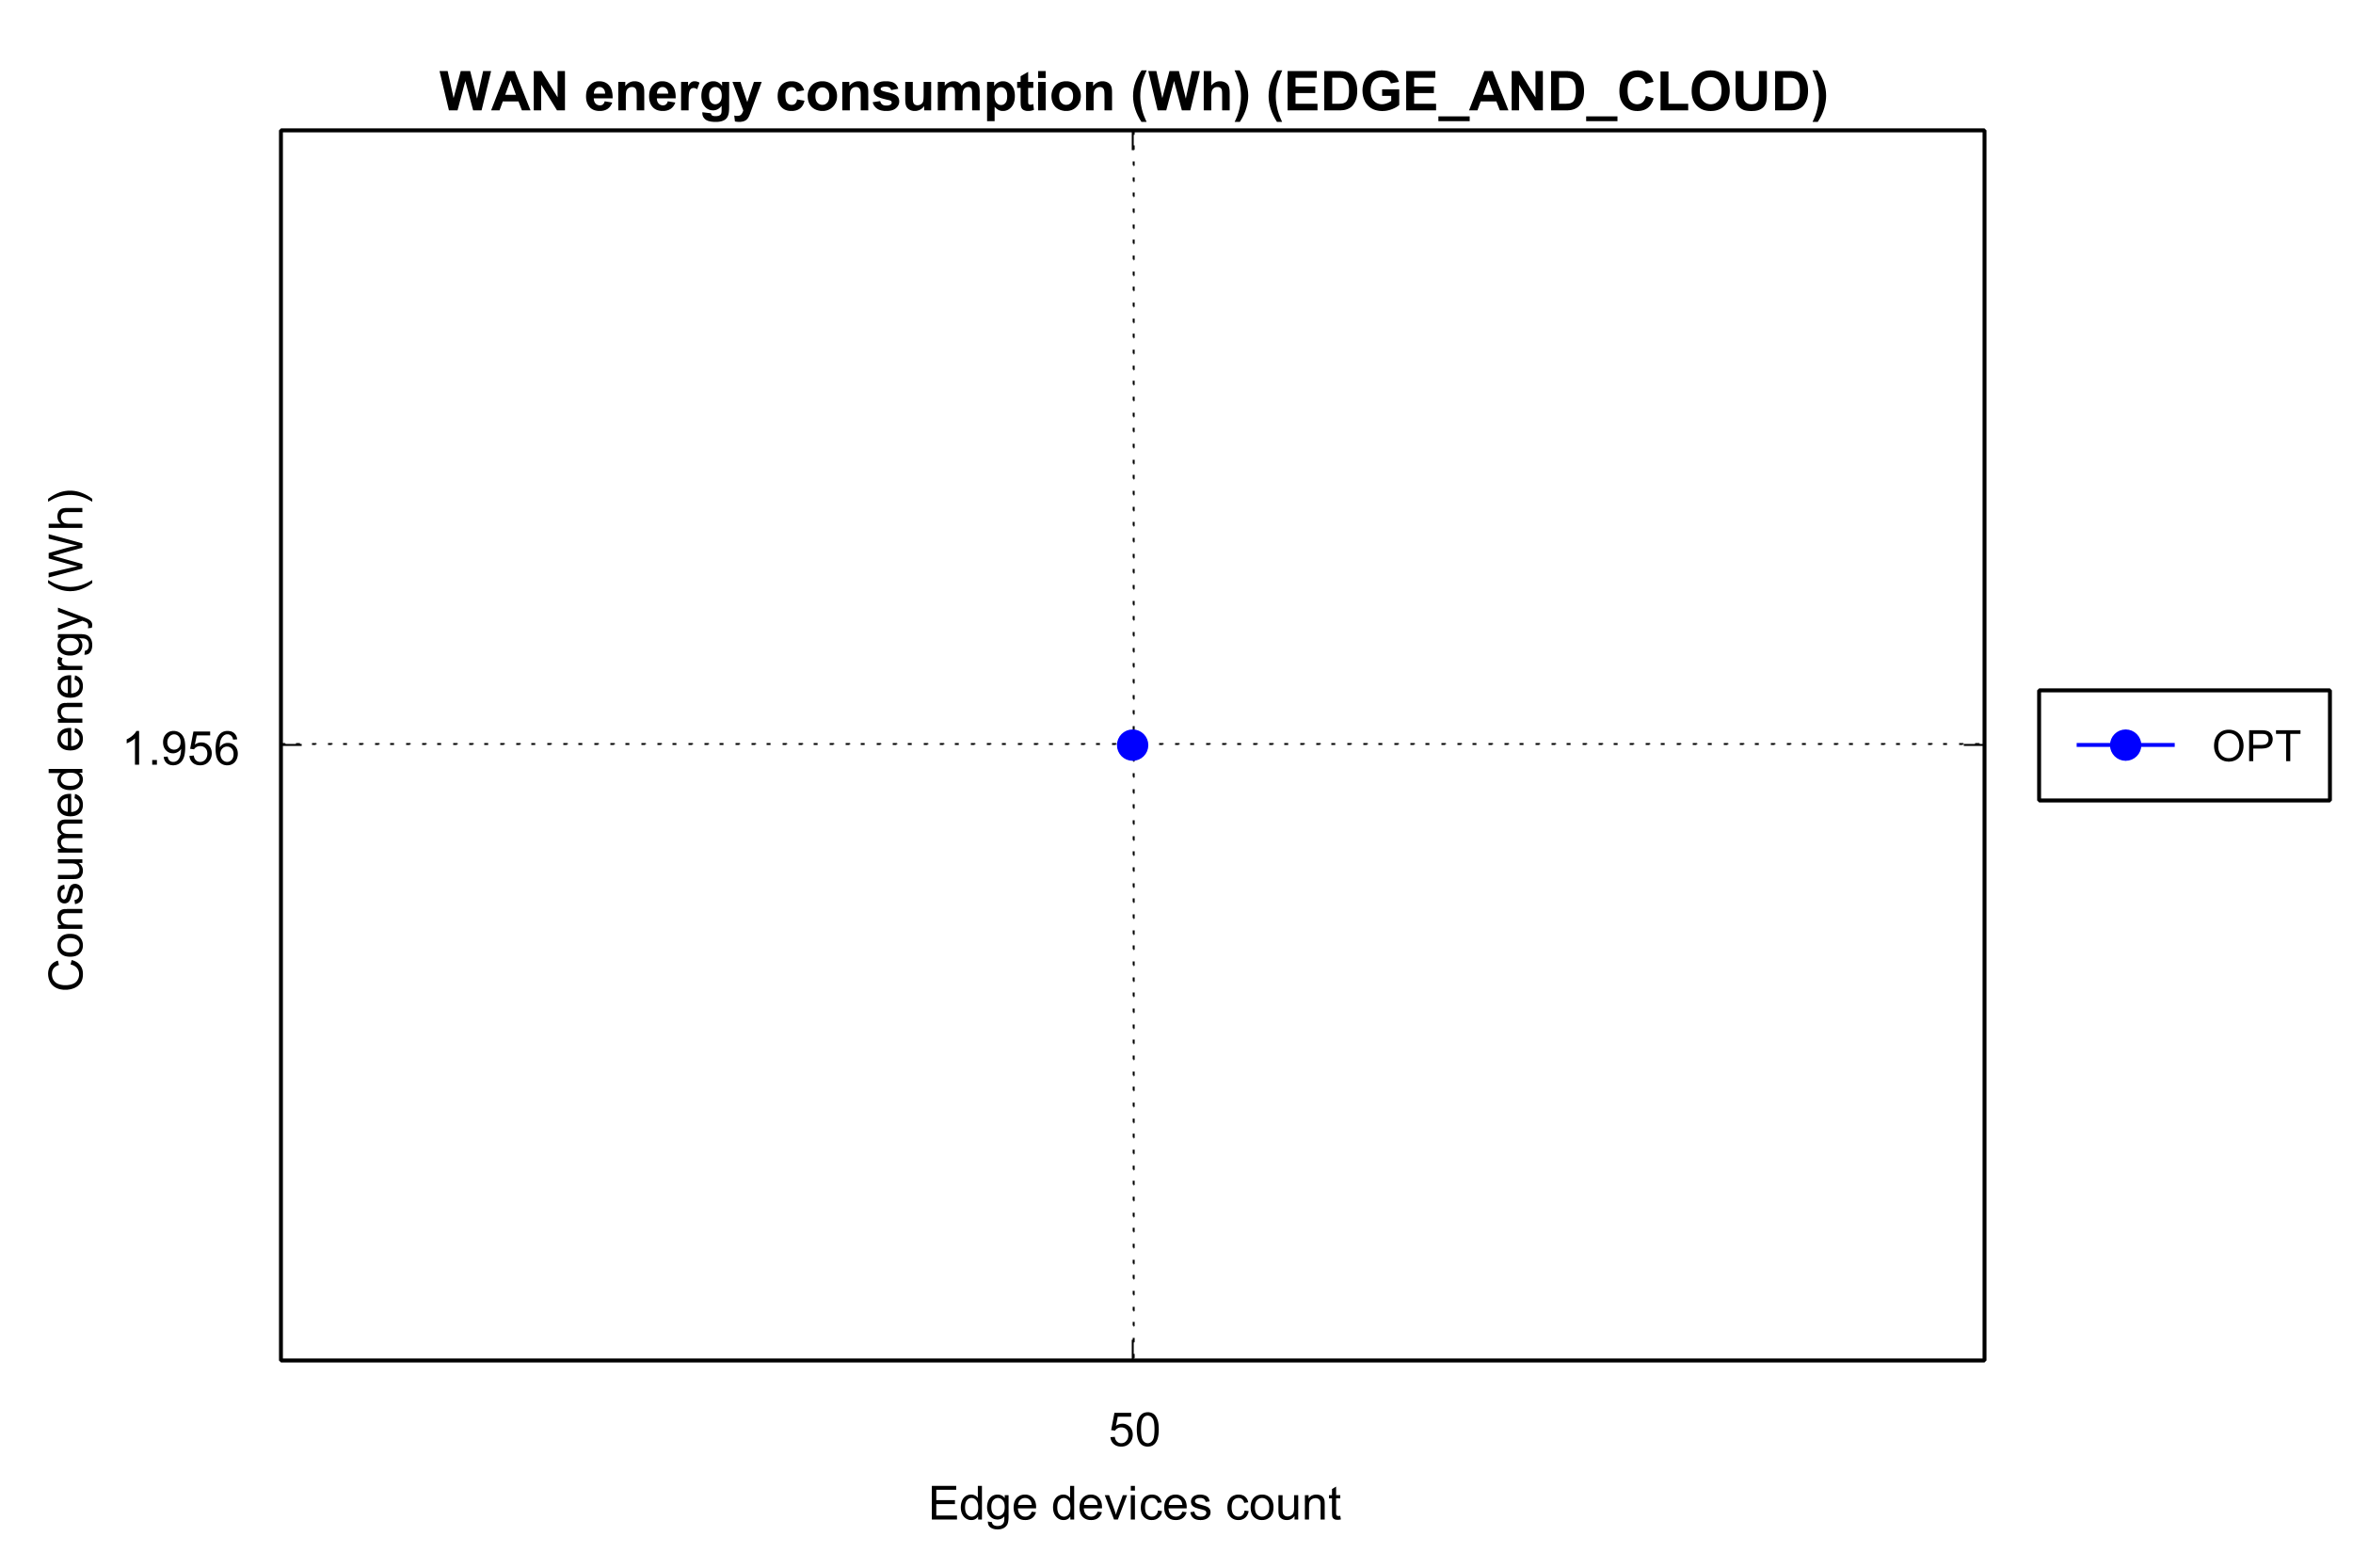 WAN energy consumption (Wh) (EDGE_AND_CLOUD)
Consumed energy (Wh)
1.956
OPT
50
Edge devices count